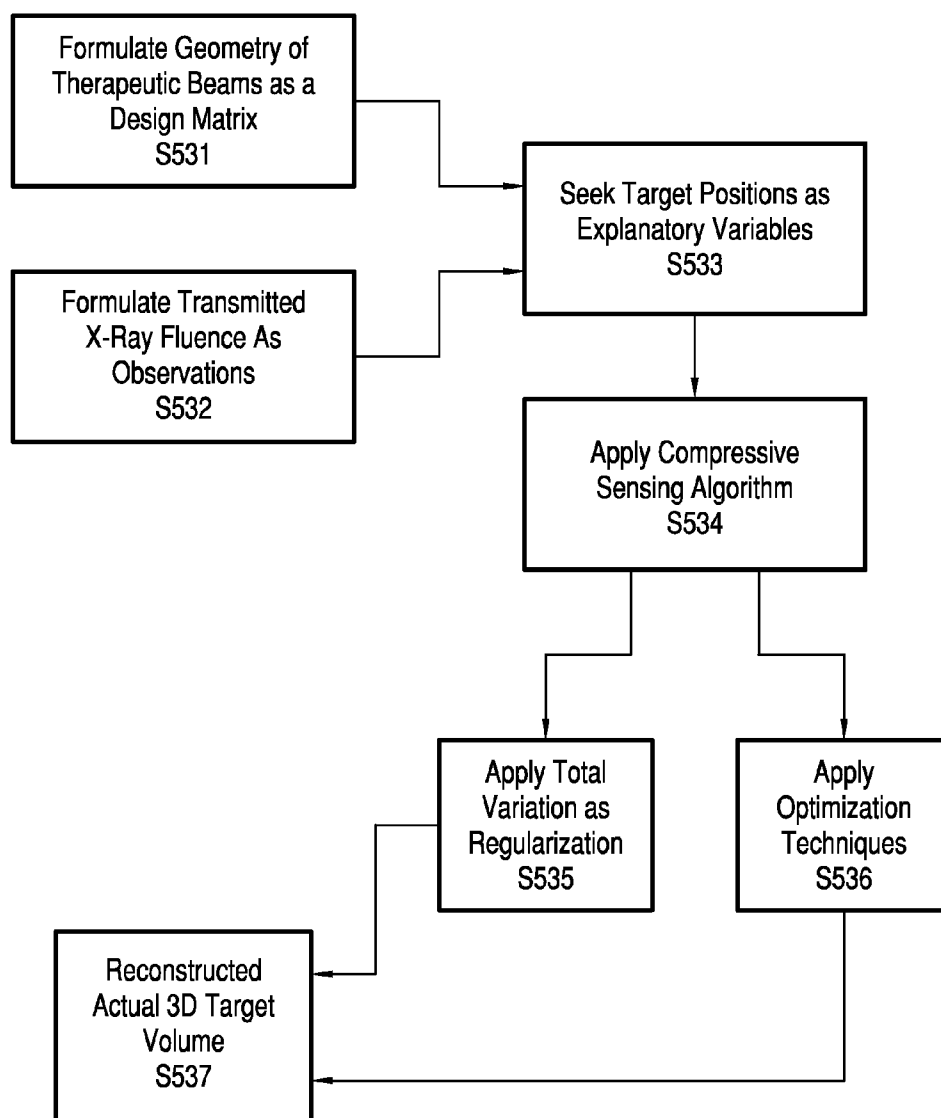 Formulate Geometry of
Therapeutic Beams as a
Design Matrix
S531
Formulate Transmitted
X-Ray Fluence As
Observations
S532
Seek Target Positions as
Explanatory Variables
S533
Apply Compressive
Sensing Algorithm
S534
Apply Total
Variation as
Regularization
S535
Apply
Optimization
Techniques
S536
Reconstructed
Actual 3D Target
Volume
S537